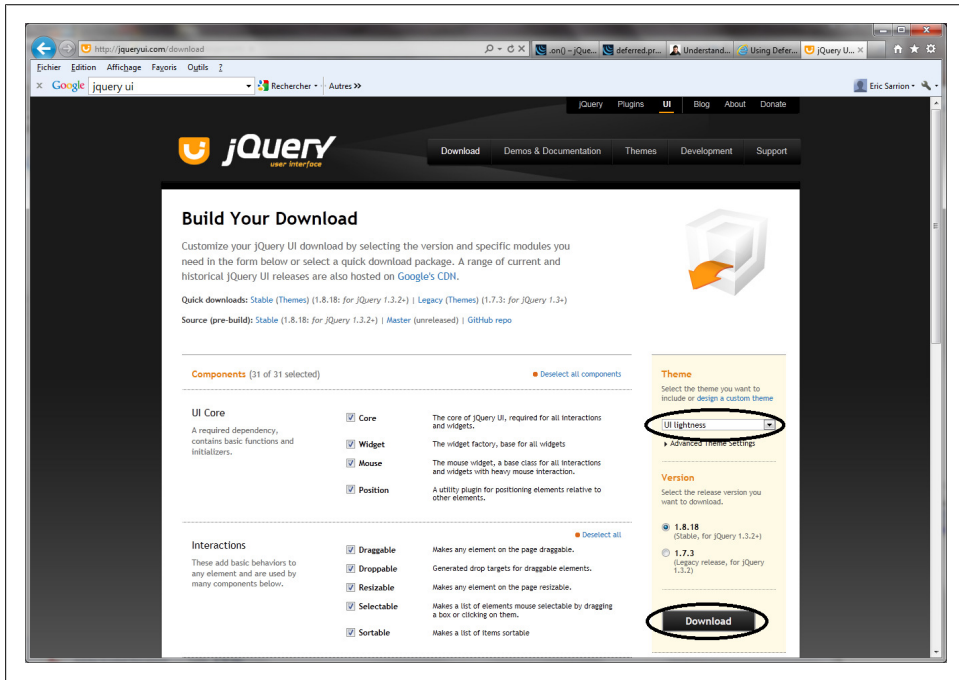 http://jqueryui.com/download
.on() – jQue...
deferred.pr...
Understand...
Using Defer...
jQuery U...
Fichier Edition Affichage Favoris Outils ?
Google jquery ui Rechercher Autres >> Eric Sarrion
jQuery Plugins UI Blog About Donate
jQuery
user interface
Download Demos & Documentation Themes Development Support
Build Your Download
Customize your jQuery UI download by selecting the version and specific modules you
need in the form below or select a quick download package. A range of current and
historical jQuery UI releases are also hosted on Google's CDN.
Quick downloads: Stable (Themes) (1.8.18: for jQuery 1.3.2+) | Legacy (Themes) (1.7.3: for jQuery 1.3+)
Source (pre-build): Stable (1.8.18: for jQuery 1.3.2+) | Master (unreleased) | GitHub repo
Components (31 of 31 selected)
Deselect all components
UI Core
A required dependency,
contains basic functions and
initializers.
Core The core of jQuery UI, required for all interactions
and widgets.
Widget The widget factory, base for all widgets
Mouse The mouse widget, a base class for all interactions
and widgets with heavy mouse interaction.
Position A utility plugin for positioning elements relative to
other elements.
Deselect all
Interactions
These add basic behaviors to
any element and are used by
many components below.
Draggable Makes any element on the page draggable.
Droppable Generated drop targets for draggable elements.
Resizable Makes any element on the page resizable.
Selectable Makes a list of elements mouse selectable by dragging
a box or clicking on them.
Sortable Makes a list of items sortable
Theme
Select the theme you want to
include or design a custom theme
UI lightness
Advanced Theme Settings
Version
Select the release version you
want to download.
1.8.18
(Stable, for jQuery 1.3.2+)
1.7.3
(Legacy release, for jQuery
1.3.2)
Download